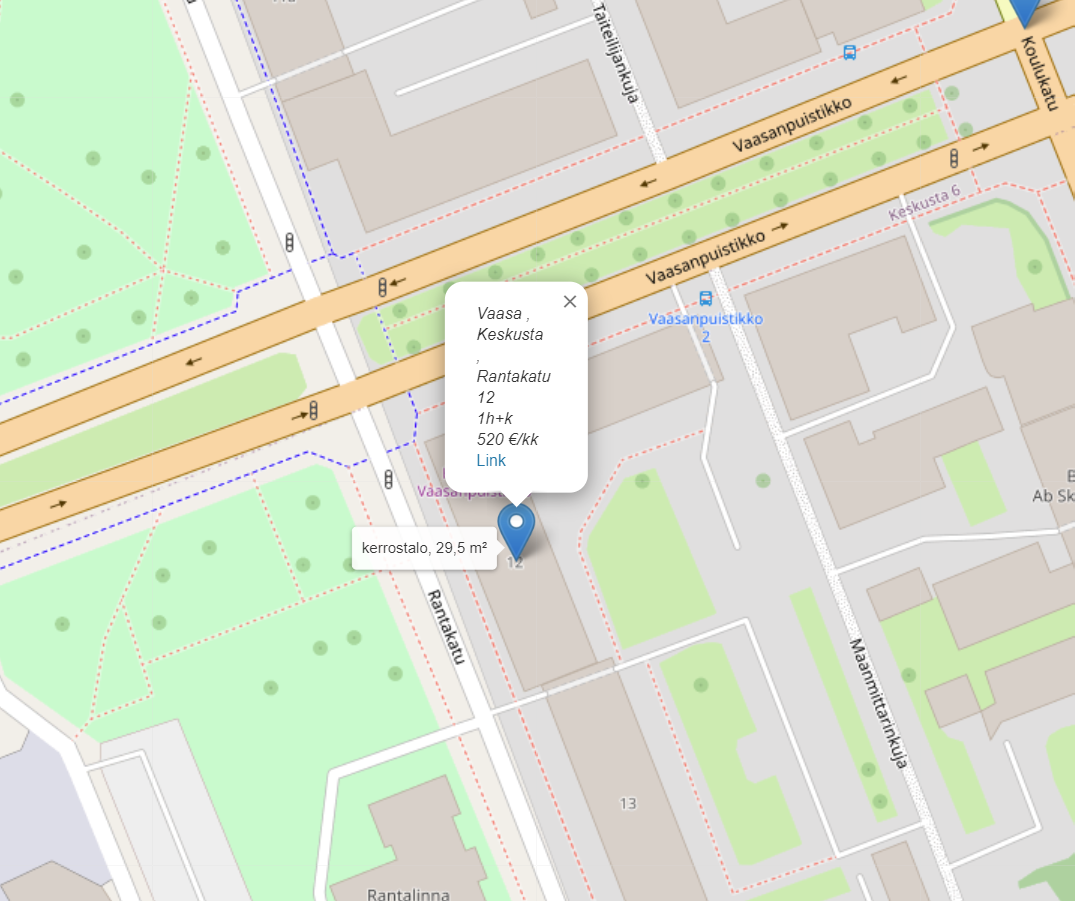 Taiteilijankuja
Koulukatu
Vaasanpuistikko
Keskusta 6
Vaasanpuistikko
Vaasanpuistikko
2
Vaasa ,
Keskusta
,
Rantakatu
12
1h+k
520 €/kk
Link
kerrostalo, 29,5 m²
12
Ab Sk
Rantakatu
Maanmittarinkuja
13
Rantalinna